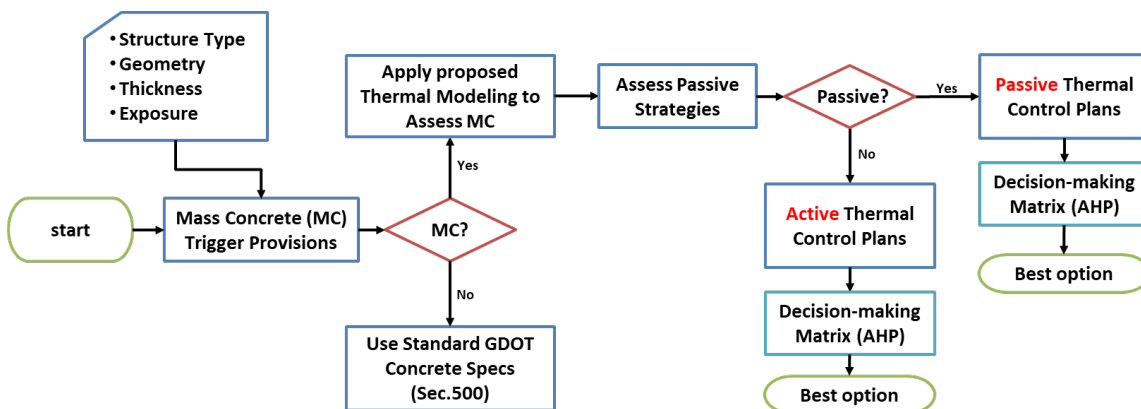 • Structure Type
• Geometry
• Thickness
• Exposure
start
Mass Concrete (MC)
Trigger Provisions
MC?
Yes
Apply proposed
Thermal Modeling to
Assess MC
No
Use Standard GDOT
Concrete Specs
(Sec.500)
Assess Passive
Strategies
Passive?
Yes
Passive Thermal
Control Plans
Decision-making
Matrix (AHP)
Best option
No
Active Thermal
Control Plans
Decision-making
Matrix (AHP)
Best option